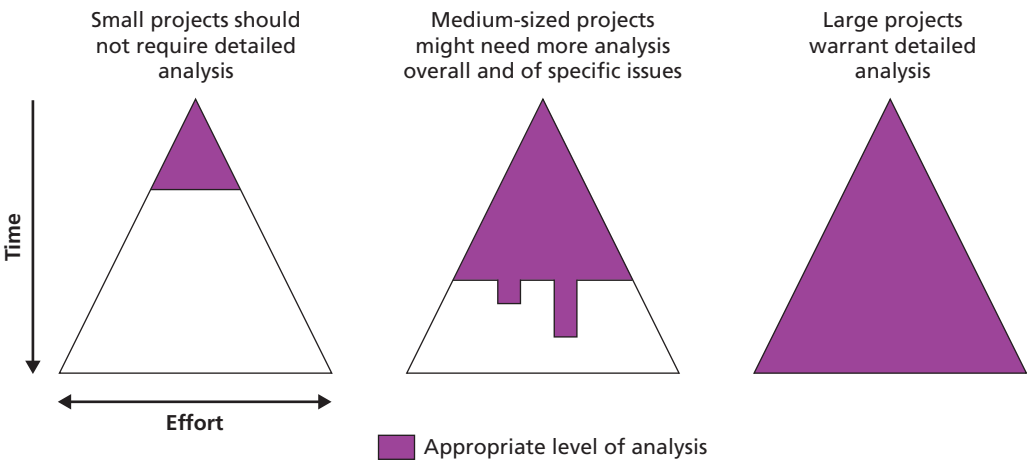 Small projects should
not require detailed
analysis
Medium-sized projects
might need more analysis
overall and of specific issues
Large projects
warrant detailed
analysis
Time
Effort
Appropriate level of analysis